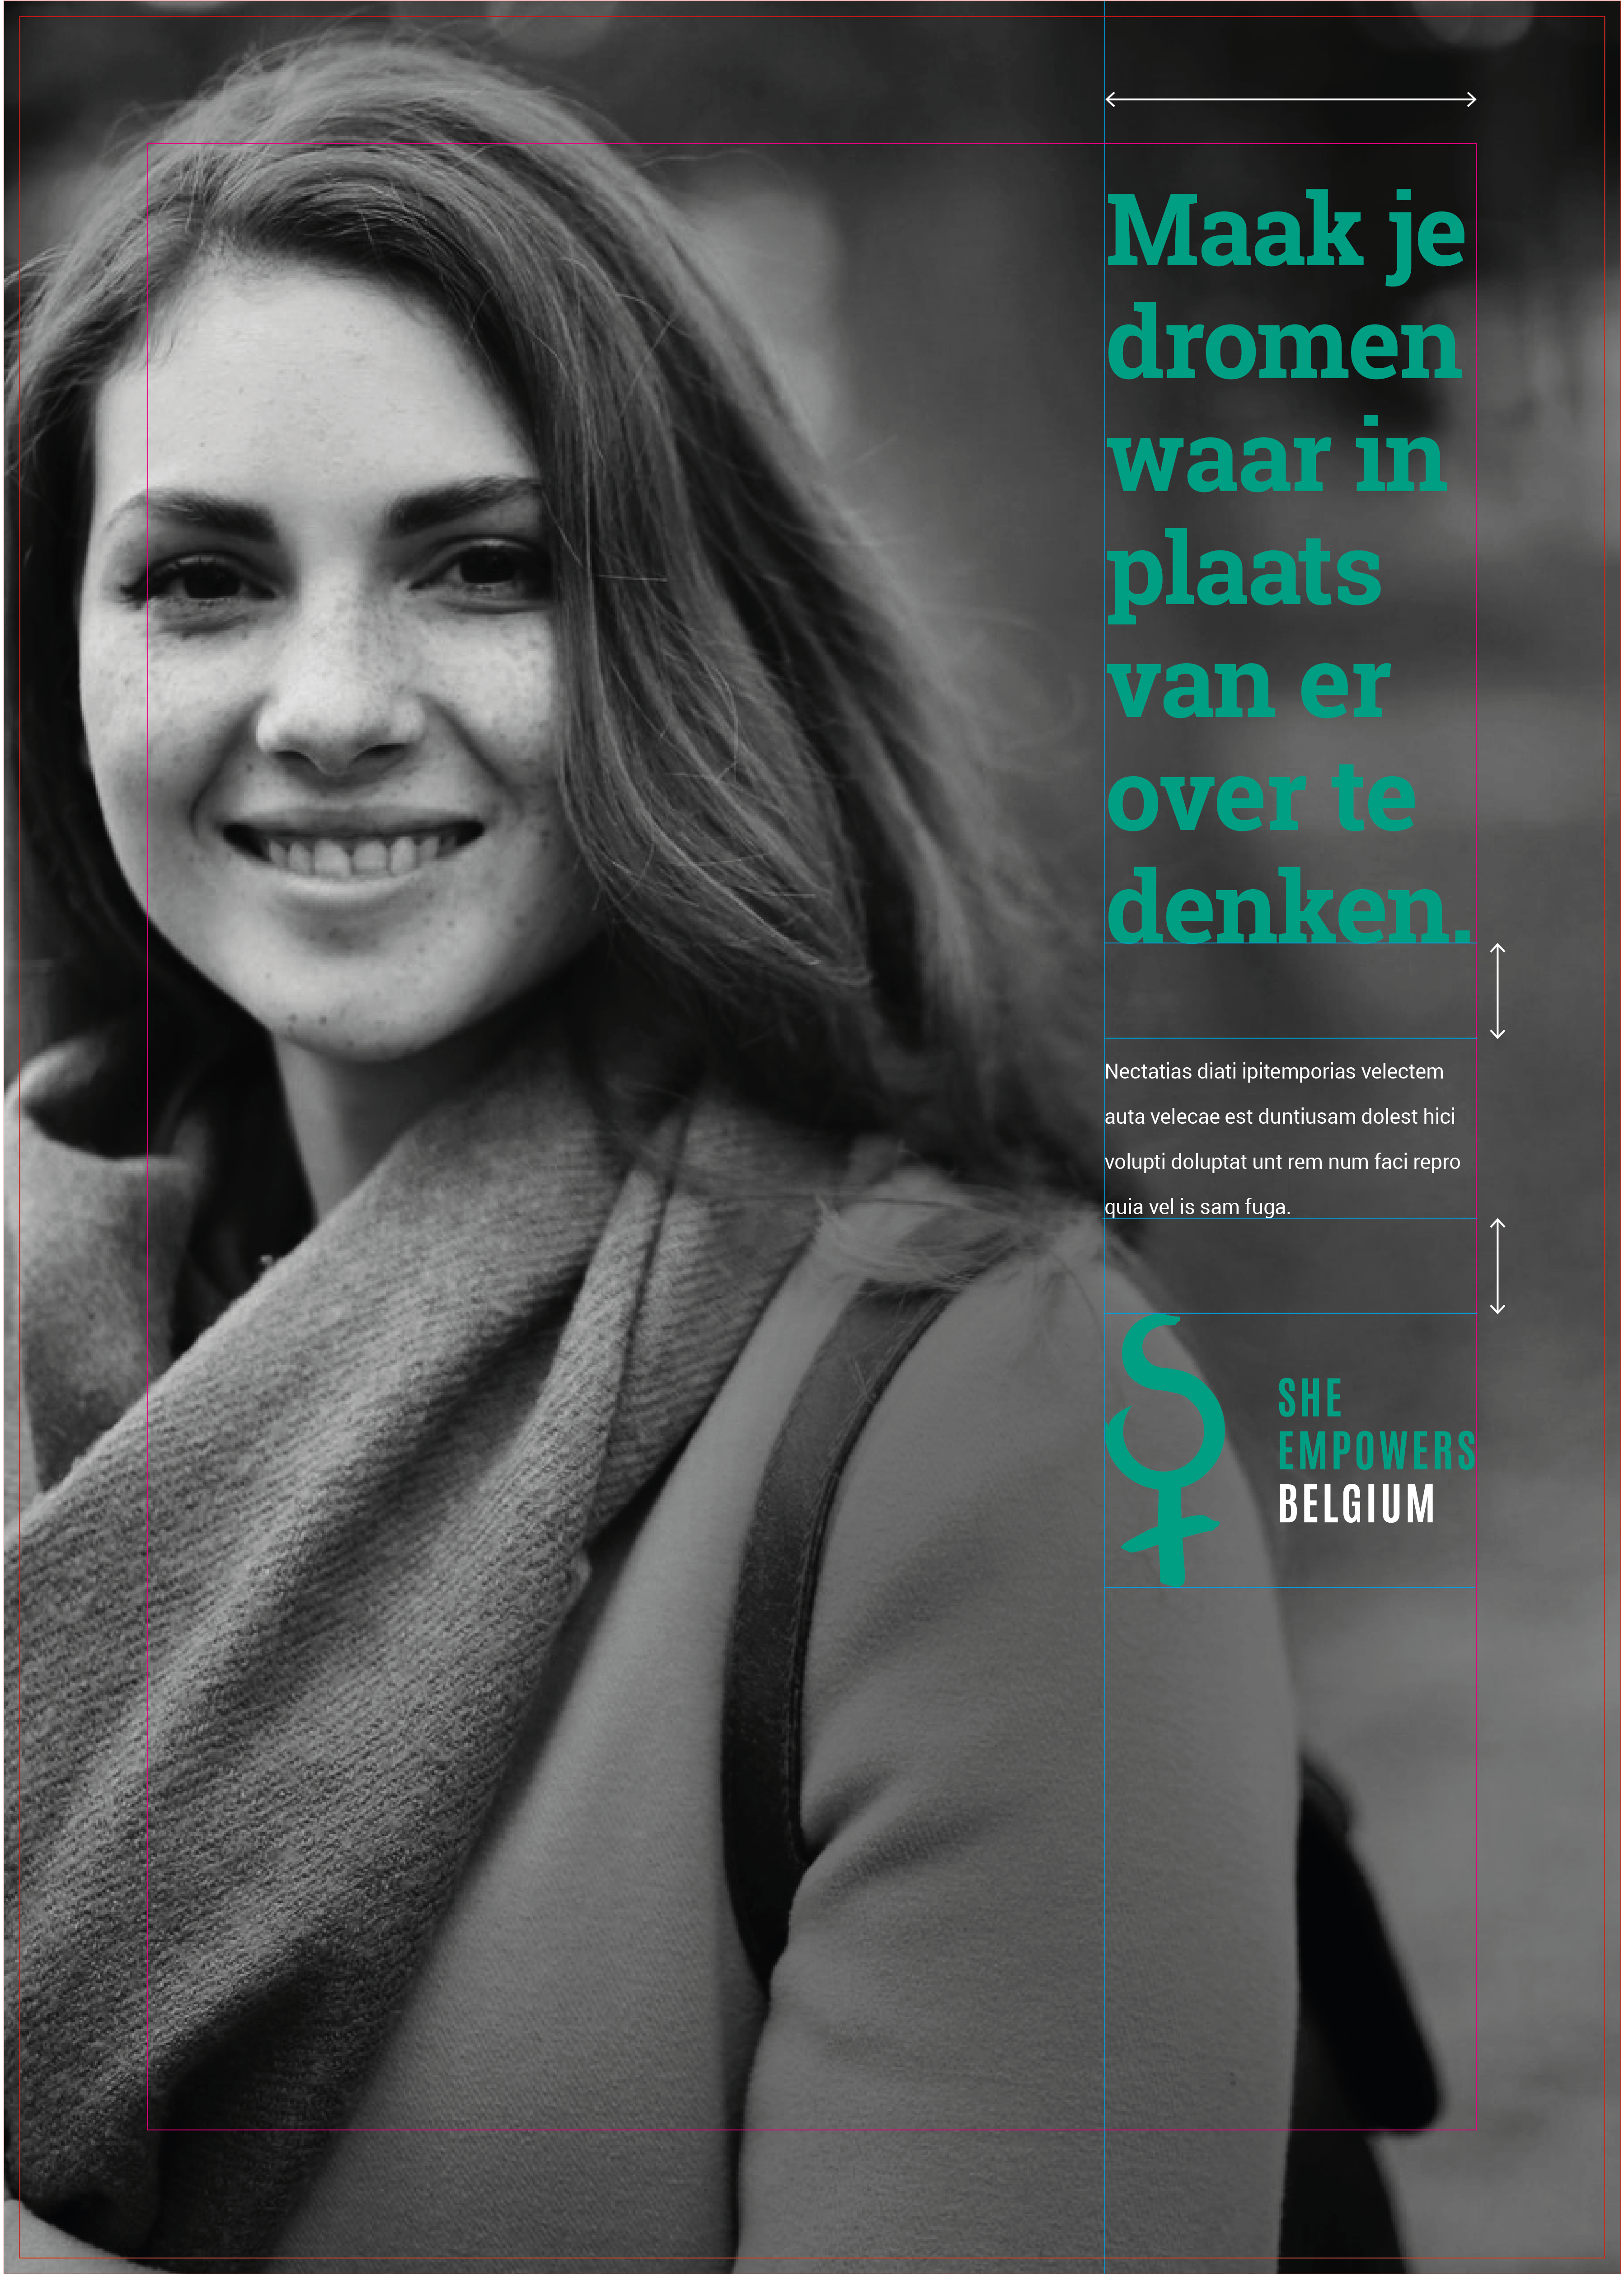 Maak je
dromen
waar in
plaats
van er
over te
denken.
Nectatias diati ipitemporias velectem
auta velecae est duntiusam dolest hici
volupti doluptat unt rem num faci repro
quia vel is sam fuga.
SHE
EMPOWERS
BELGIUM